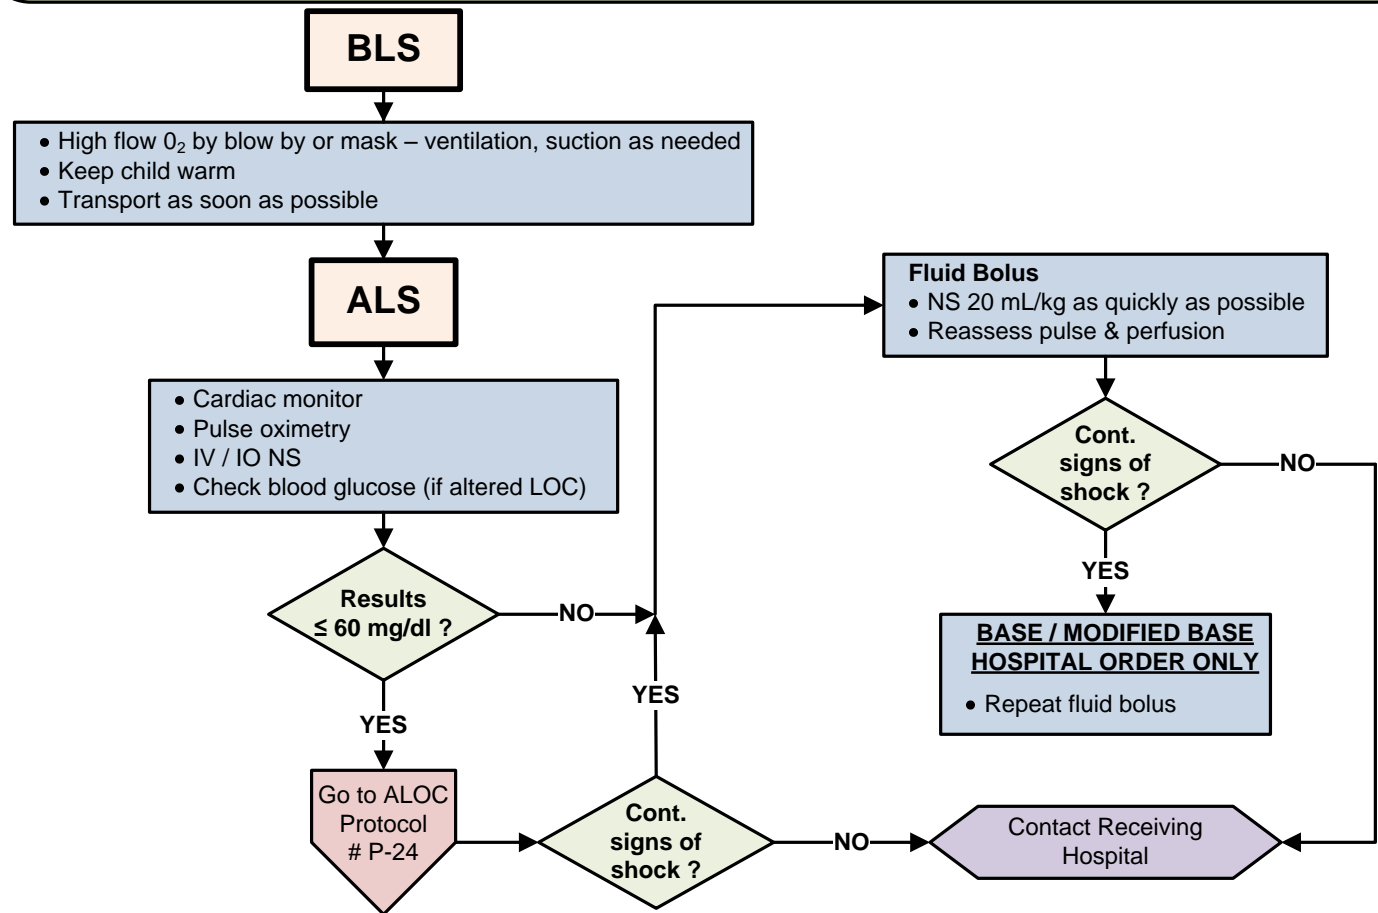 BLS
• High flow 0₂ by blow by or mask – ventilation, suction as needed
• Keep child warm
• Transport as soon as possible
ALS
• Cardiac monitor
• Pulse oximetry
• IV / IO NS
• Check blood glucose (if altered LOC)
Results
≤ 60 mg/dl ?
NO
YES
Go to ALOC
Protocol
# P-24
Cont.
signs of
shock ?
YES
NO
Fluid Bolus
• NS 20 mL/kg as quickly as possible
• Reassess pulse & perfusion
Cont.
signs of
shock ?
NO
YES
BASE / MODIFIED BASE
HOSPITAL ORDER ONLY
• Repeat fluid bolus
Contact Receiving
Hospital